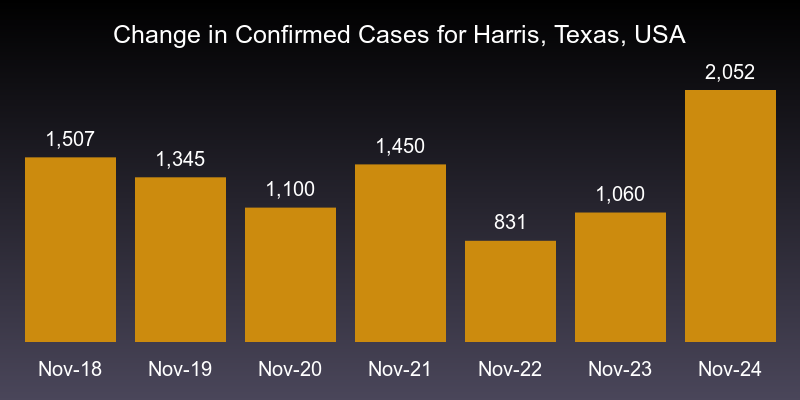 Change in Confirmed Cases for Harris, Texas, USA
1,507
1,345
1,100
1,450
831
1,060
2,052
Nov-18
Nov-19
Nov-20
Nov-21
Nov-22
Nov-23
Nov-24